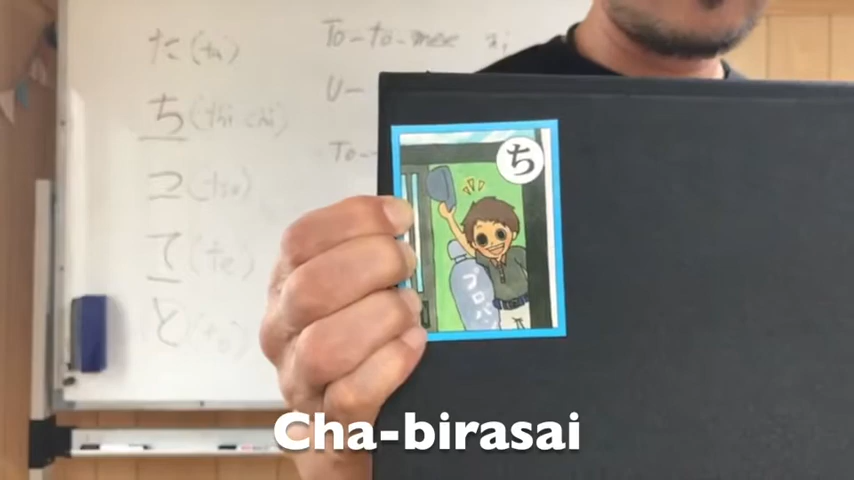 た(ta)
To-to-mee
ち(thi chi)
U-
つ(tsu)
To-
て(te)
と(to)
ち
プロパ
Cha-birasai